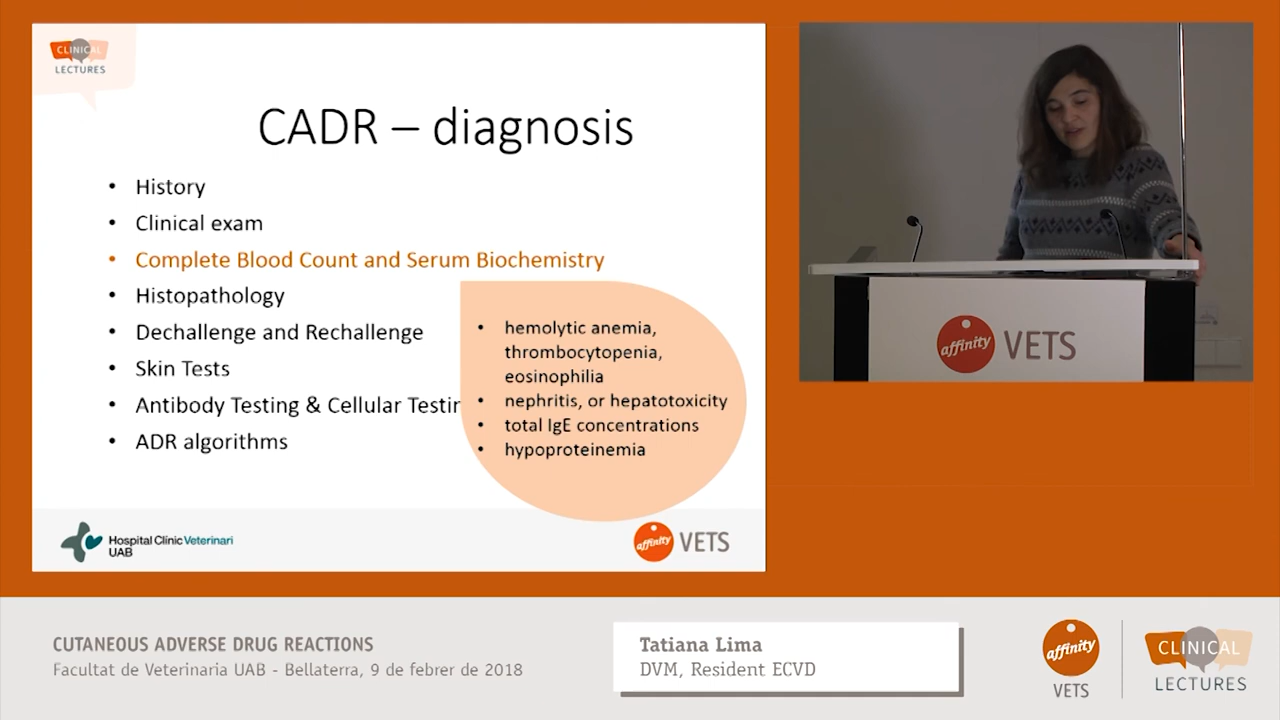 CLINICAL
LECTURES
CADR – diagnosis
• History
• Clinical exam
• Complete Blood Count and Serum Biochemistry
• Histopathology
• Dechallenge and Rechallenge
• Skin Tests
• Antibody Testing & Cellular Testin
• ADR algorithms
• hemolytic anemia,
thrombocytopenia,
eosinophilia
• nephritis, or hepatotoxicity
• total IgE concentrations
• hypoproteinemia
Hospital Clínic Veterinari
UAB
affinity VETS
affinity VETS
CUTANEOUS ADVERSE DRUG REACTIONS
Facultat de Veterinaria UAB - Bellaterra, 9 de febrer de 2018
Tatiana Lima
DVM, Resident ECVD
affinity
VETS
CLINICAL
LECTURES